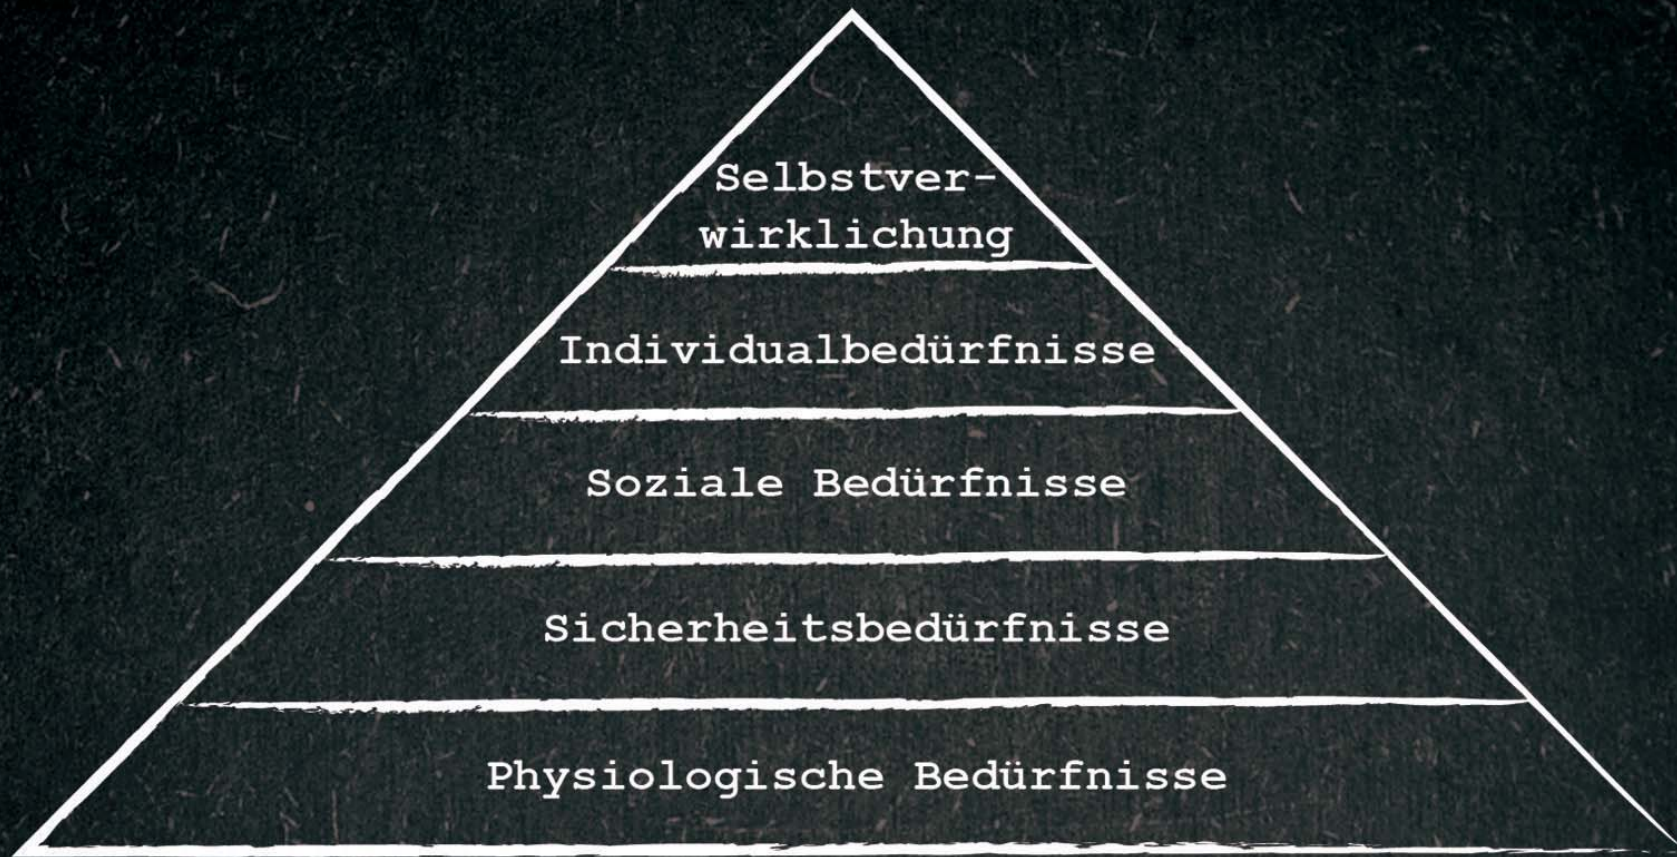 Selbstver-
wirklichung
Individualbedürfnisse
Soziale Bedürfnisse
Sicherheitsbedürfnisse
Physiologische Bedürfnisse